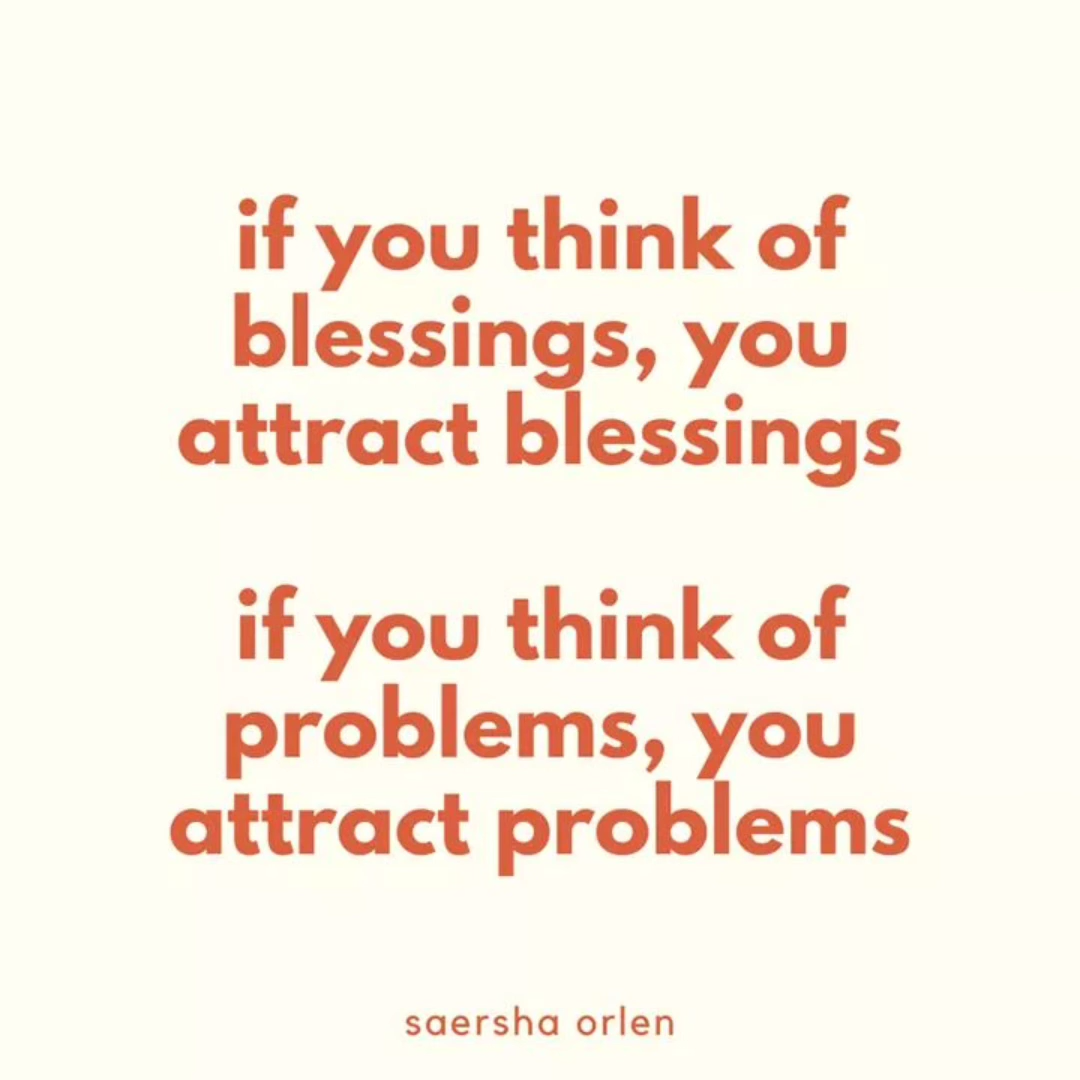 if you think of
blessings, you
attract blessings
if you think of
problems, you
attract problems
saersha orlen